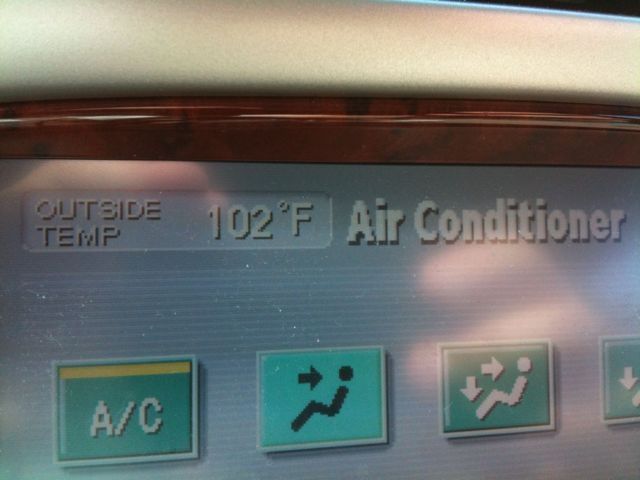 OUTSIDE TEMP 102°F Air Conditioner
A/C